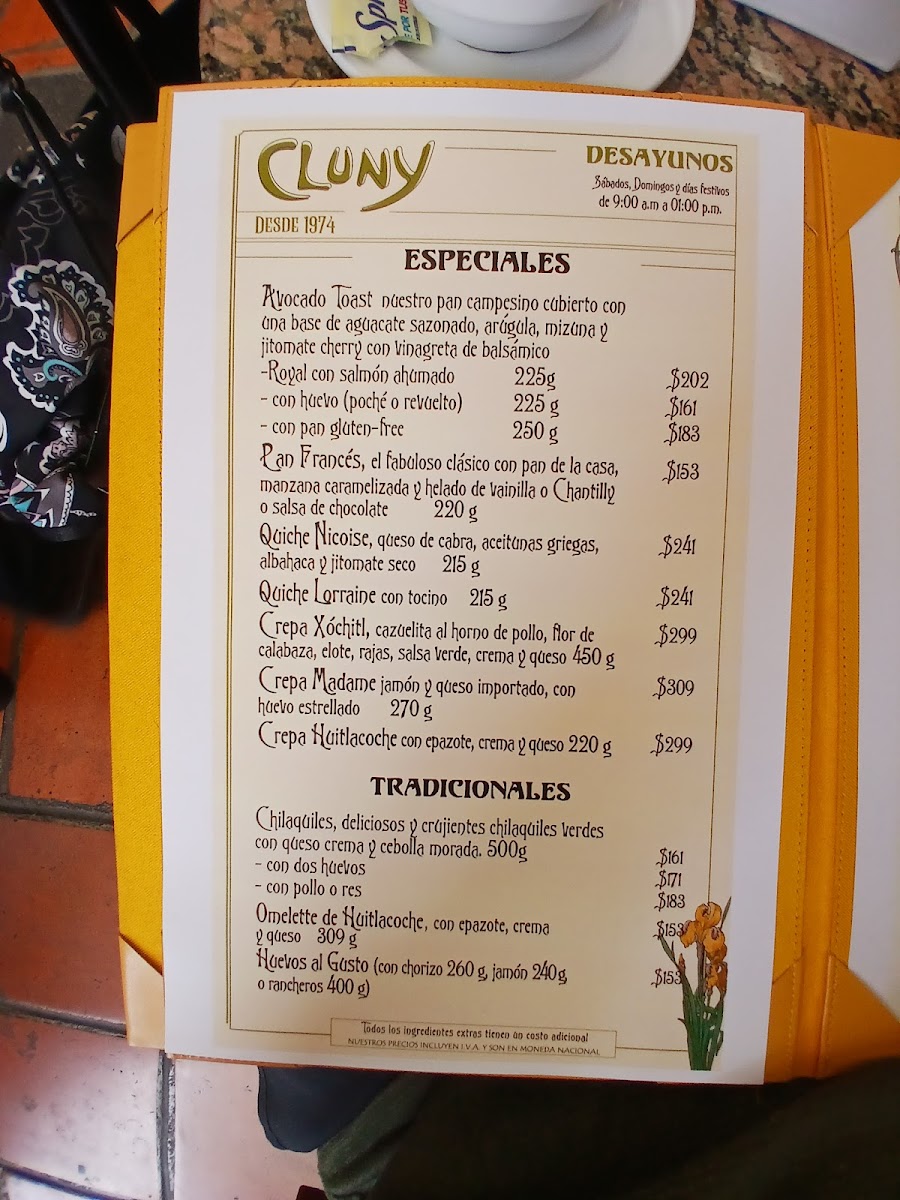 Spl
E POR TUS
CLUNY
DESDE 1974
DESAYUNOS
Sábados, Domingos y días festivos
de 9:00 a.m a 01:00 p.m.
ESPECIALES
Avocado Toast nuestro pan campesino cubierto con
una base de aguacate sazonado, arúgula, mizuna y
jitomate cherry con vinagreta de balsámico
-Royal con salmón ahumado 225g $202
- con huevo (poché o revuelto) 225 g $161
- con pan gluten-free 250 g $183
Pan Francés, el fabuloso clásico con pan de la casa, $153
manzana caramelizada y helado de vainilla o Chantilly
o salsa de chocolate 220 g
Quiche Nicoise, queso de cabra, aceitunas griegas, $241
albahaca y jitomate seco 215 g
Quiche Lorraine con tocino 215 g $241
Crepa Xóchitl, cazuelita al horno de pollo, flor de $299
calabaza, elote, rajas, salsa verde, crema y queso 450 g
Crepa Madame jamón y queso importado, con $309
huevo estrellado 270 g
Crepa Huitlacoche con epazote, crema y queso 220 g $299
TRADICIONALES
Chilaquiles, deliciosos y crujientes chilaquiles verdes
con queso crema y cebolla morada. 500g $161
- con dos huevos $171
- con pollo o res $183
Omelette de Huitlacoche, con epazote, crema $153
y queso 309 g
Huevos al Gusto (con chorizo 260 g, jamón 240g $153
o rancheros 400 g)
Todos los ingredientes extras tienen un costo adicional
NUESTROS PRECIOS INCLUYEN I.V.A. Y SON EN MONEDA NACIONAL